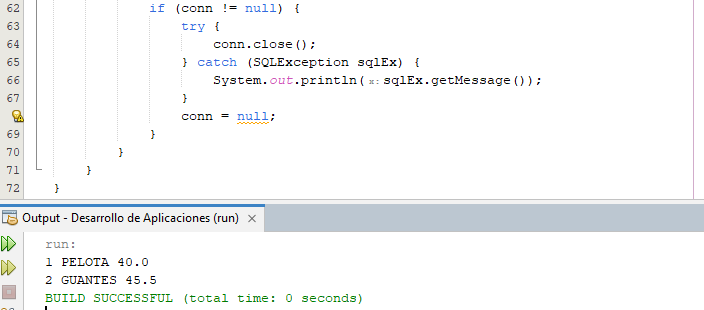 62 if (conn != null) {
63 try {
64 conn.close();
65 } catch (SQLException sqlEx) {
66 System.out.println(x: sqlEx.getMessage());
67 }
conn = null;
69 }
70 }
71 }
72 }
Output - Desarrollo de Aplicaciones (run) ×
run:
1 PELOTA 40.0
2 GUANTES 45.5
BUILD SUCCESSFUL (total time: 0 seconds)